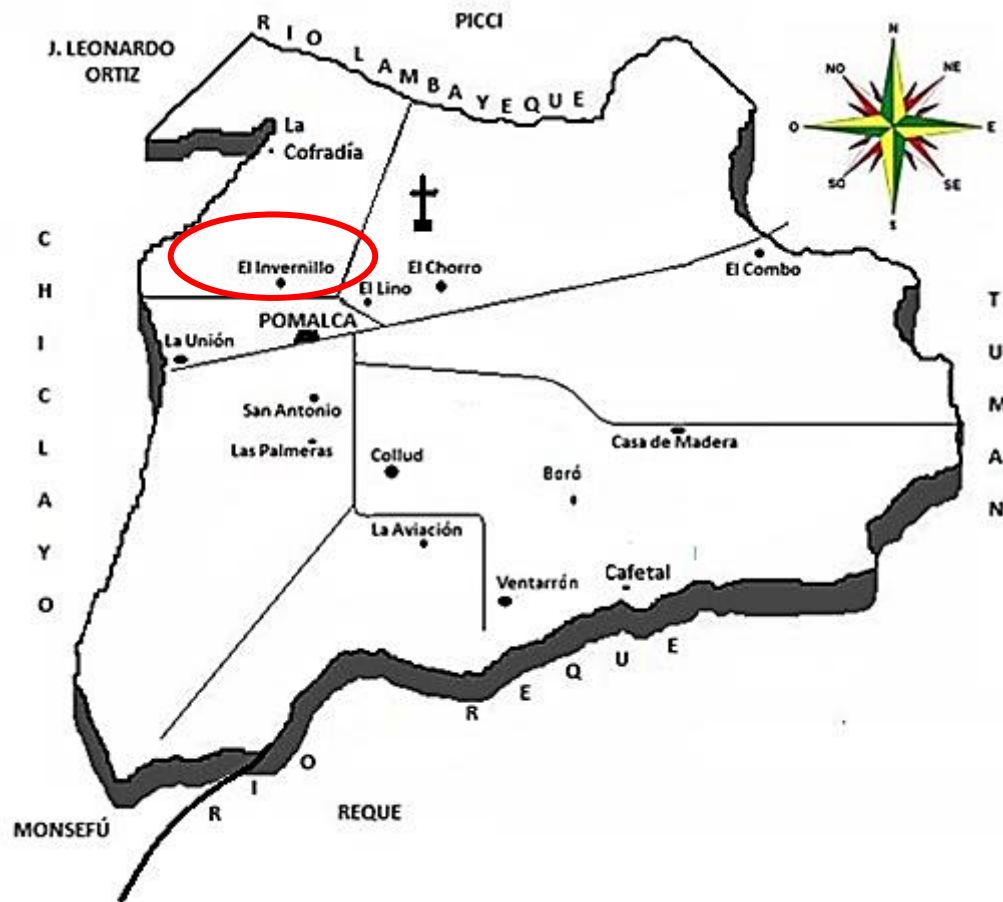 RIO LAMBAYEQUE
PICCI
J. LEONARDO
ORTIZ
N
NO
NE
O
E
SO
SE
S
La
Cofradía
CHICLAYO
El Invernillo
El Chorro
El Lino
El Combo
POMALCA
La Unión
TUMAN
San Antonio
Las Palmeras
Collud
Casa de Madera
Boró
La Aviación
Ventarrón
Cafetal
RIO REQUE
MONSEFÚ
REQUE